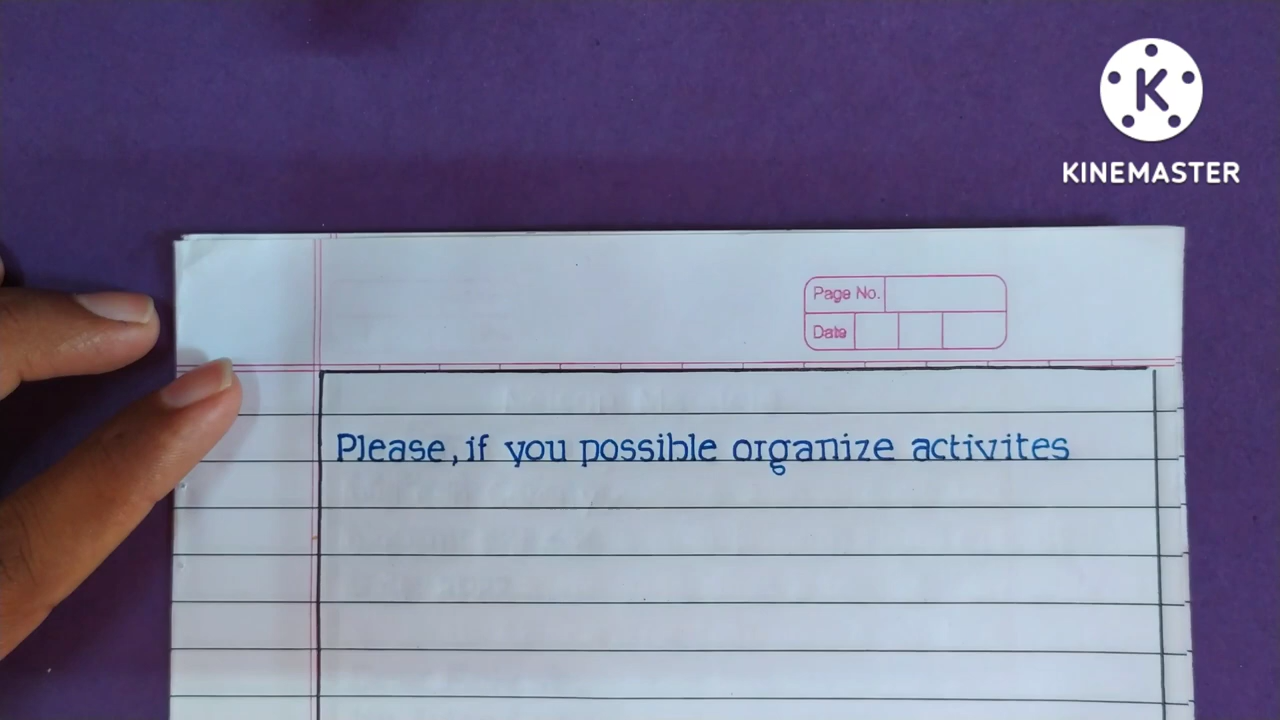 KINEMASTER
Page No.
Date
Please, if you possible organize activites